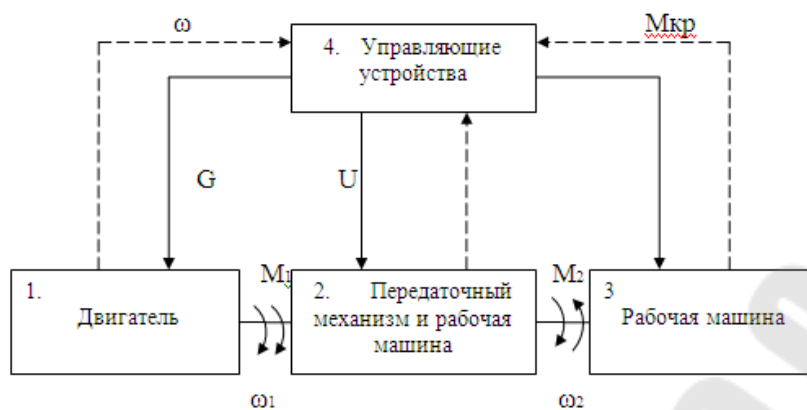 ω
4. Управляющие
устройства
Мкр
G
U
M₁
M₂
1.
Двигатель
2. Передаточный
механизм и рабочая
машина
3
Рабочая машина
ω₁
ω₂